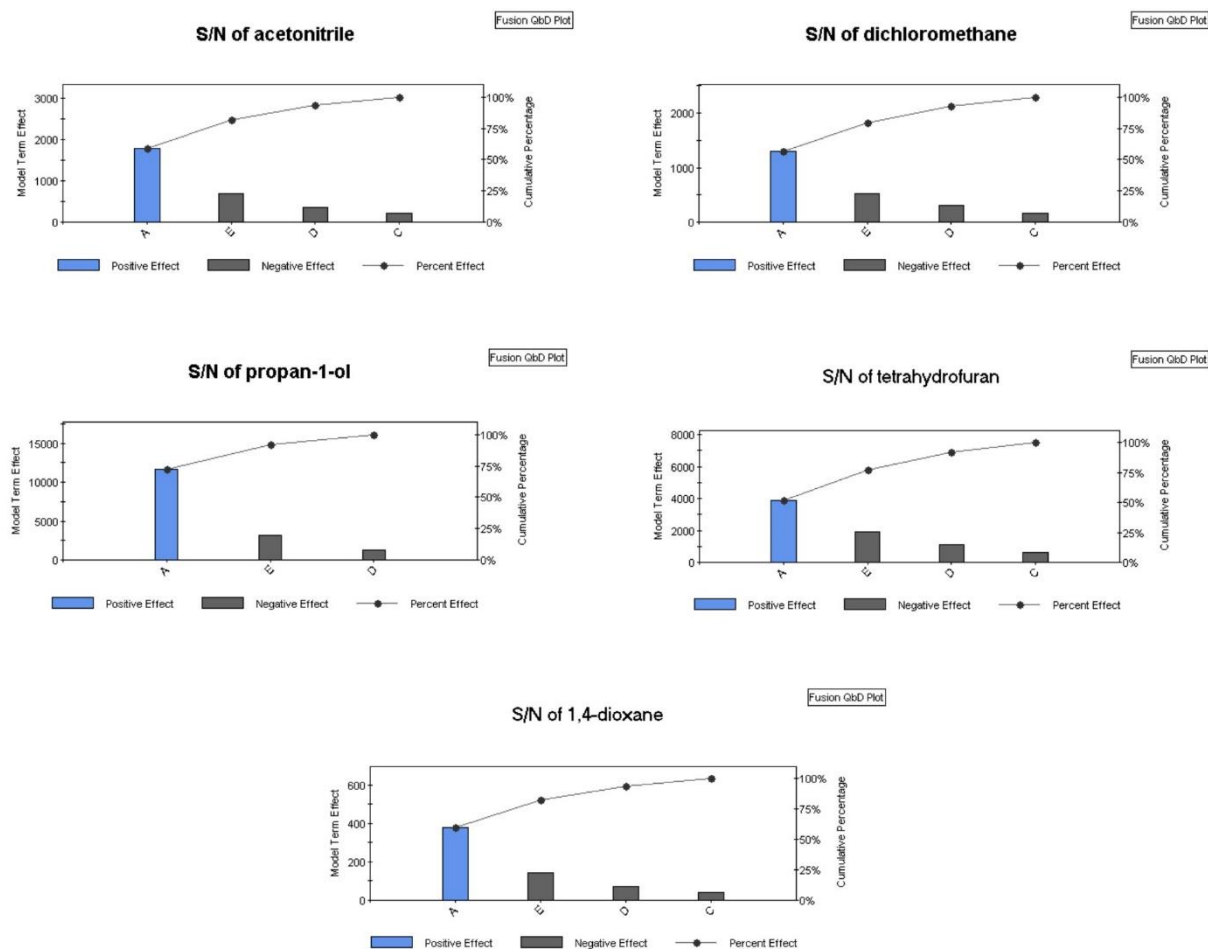 Fusion QbD Plot
S/N of acetonitrile
Model Term Effect
3000
2000
1000
0
100%
75%
50%
25%
0%
Cumulative Percentage
A E D C
Positive Effect Negative Effect Percent Effect
Fusion QbD Plot
S/N of dichloromethane
Model Term Effect
2000
1000
0
100%
75%
50%
25%
0%
Cumulative Percentage
A E D C
Positive Effect Negative Effect Percent Effect
Fusion QbD Plot
S/N of propan-1-ol
Model Term Effect
15000
10000
5000
0
100%
75%
50%
25%
0%
Cumulative Percentage
A E D
Positive Effect Negative Effect Percent Effect
Fusion QbD Plot
S/N of tetrahydrofuran
Model Term Effect
8000
6000
4000
2000
0
100%
75%
50%
25%
0%
Cumulative Percentage
A E D C
Positive Effect Negative Effect Percent Effect
Fusion QbD Plot
S/N of 1,4-dioxane
Model Term Effect
600
400
200
0
100%
75%
50%
25%
0%
Cumulative Percentage
A E D C
Positive Effect Negative Effect Percent Effect